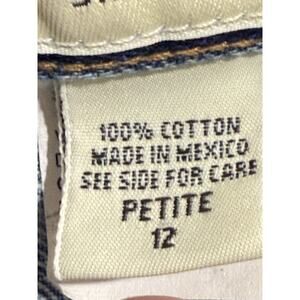 100% COTTON
MADE IN MEXICO
SEE SIDE FOR CARE
PETITE
12